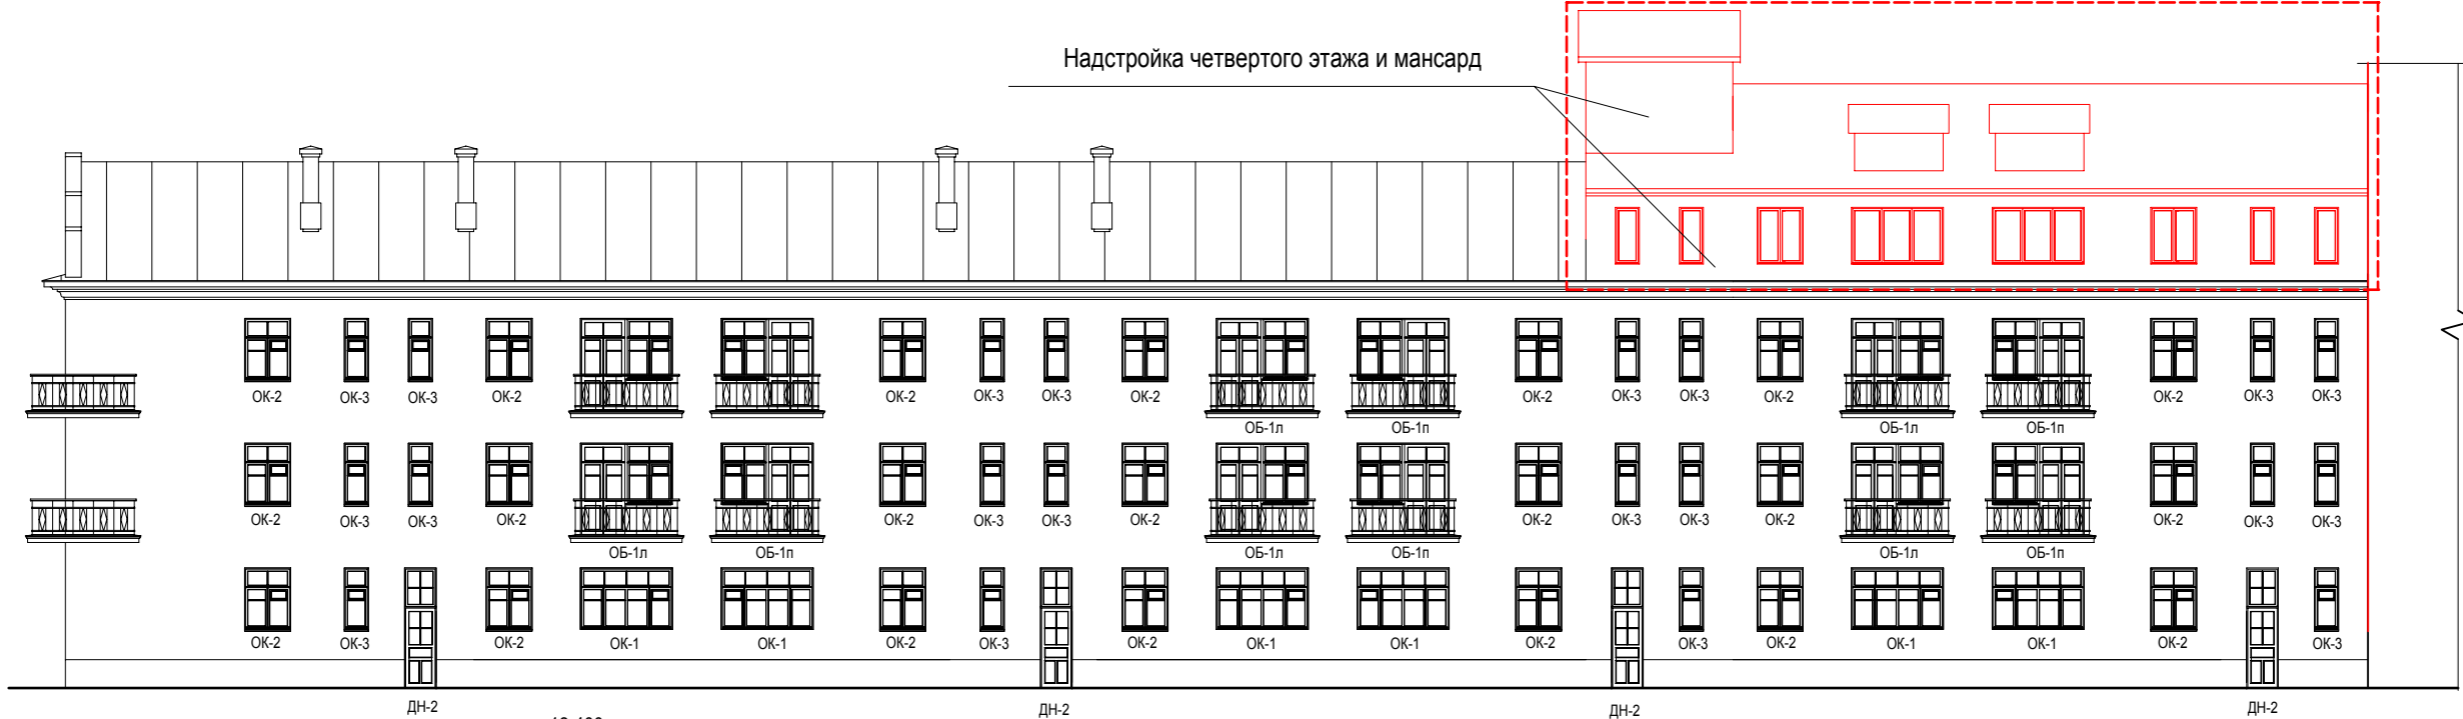 Надстройка четвертого этажа и мансард
ОК-2 ОК-3 ОК-3 ОК-2 ОК-2 ОК-3 ОК-3 ОК-2 ОК-2 ОК-3 ОК-3 ОК-2 ОК-2 ОК-3 ОК-3
ОБ-1л ОБ-1п ОБ-1л ОБ-1п
ОК-2 ОК-3 ОК-3 ОК-2 ОК-2 ОК-3 ОК-3 ОК-2 ОК-2 ОК-3 ОК-3 ОК-2 ОК-2 ОК-3 ОК-3
ОБ-1л ОБ-1п ОБ-1л ОБ-1п ОБ-1л ОБ-1п
ОК-2 ОК-3 ОК-2 ОК-1 ОК-1 ОК-2 ОК-3 ОК-2 ОК-1 ОК-1 ОК-2 ОК-3 ОК-2 ОК-1 ОК-1 ОК-2 ОК-3
ДН-2 ДН-2 ДН-2 ДН-2